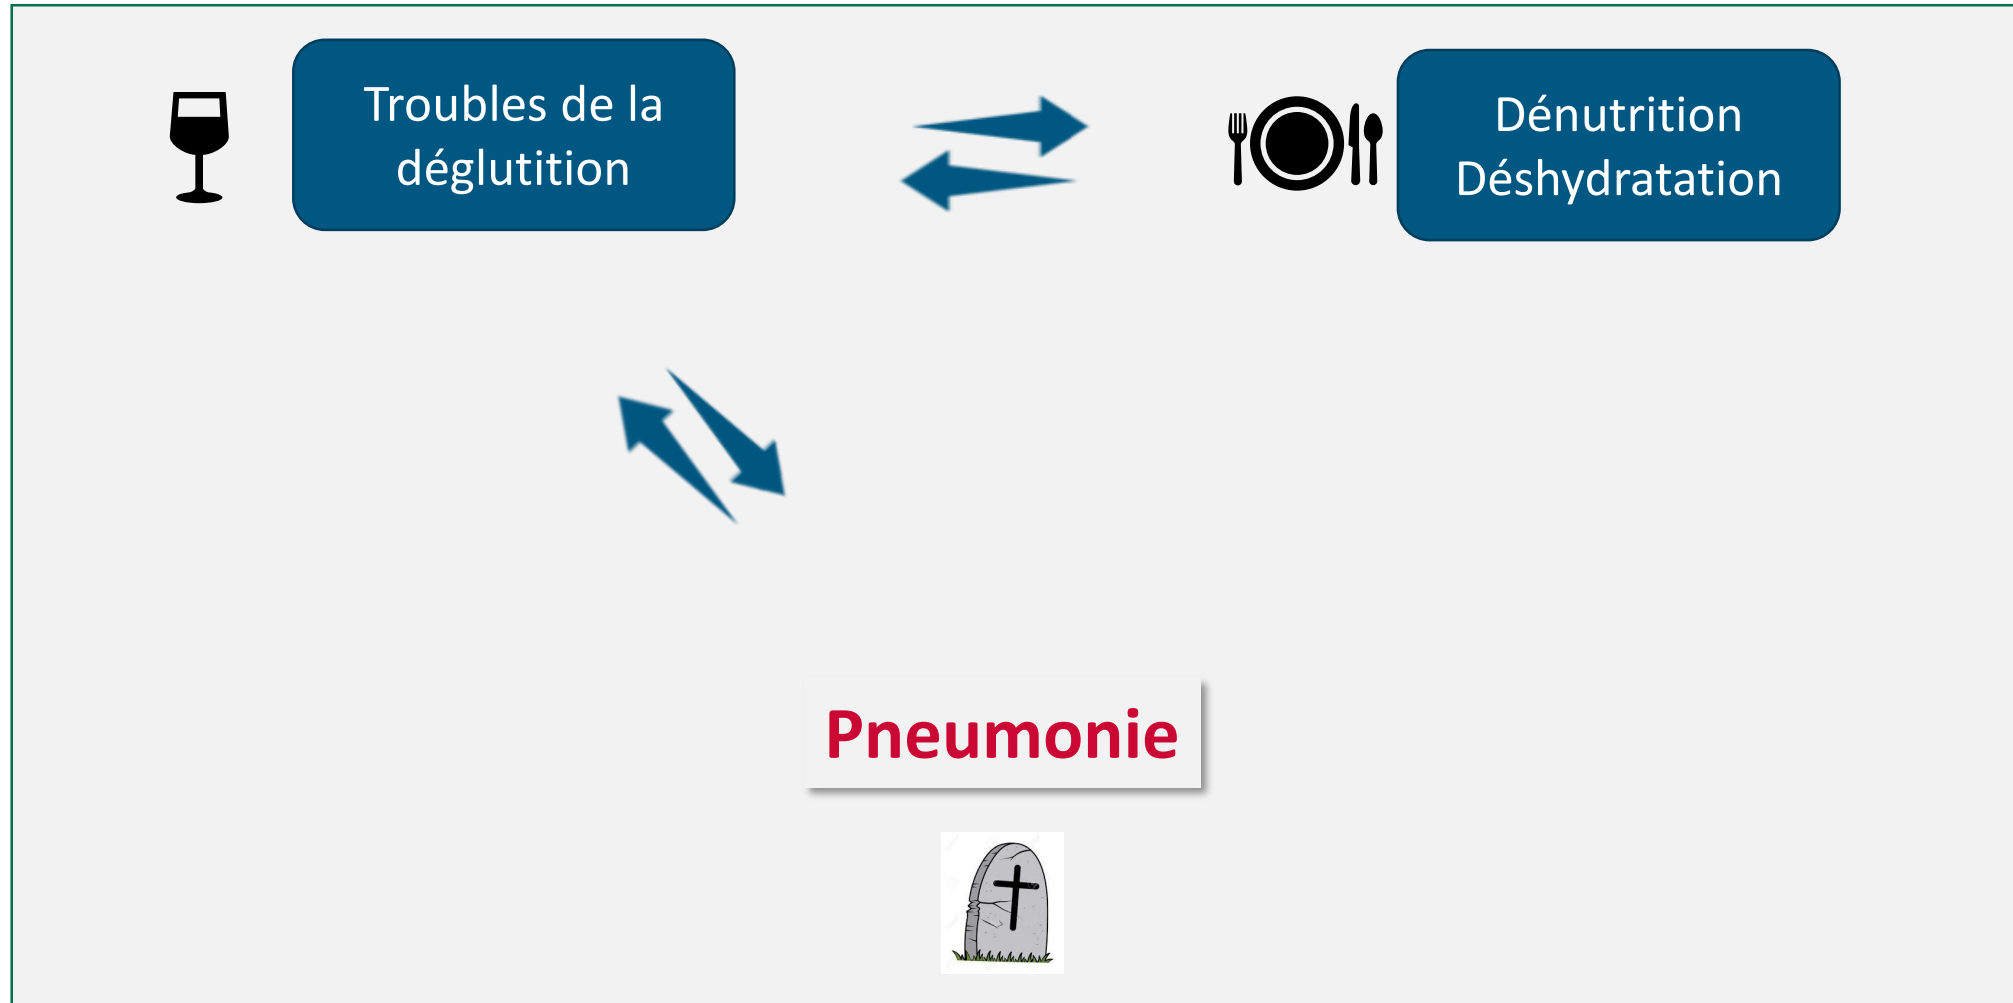 Troubles de la
déglutition
Dénutrition
Déshydratation
Pneumonie